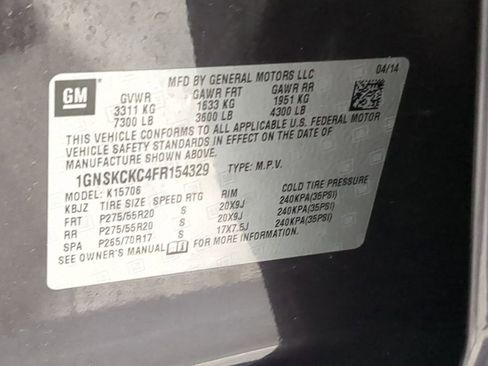 GM
MFD BY GENERAL MOTORS LLC
04/14
GVWR GAWR FRT GAWR RR
3311 KG 1633 KG 1951 KG
7300 LB 3600 LB 4300 LB
THIS VEHICLE CONFORMS TO ALL APPLICABLE U.S. FEDERAL MOTOR
VEHICLE SAFETY STANDARDS IN EFFECT ON THE DATE OF
MANUFACTURE SHOWN ABOVE.
1GNSKCKC4FR154329 TYPE: M.P.V.
MODEL: K15706
KBJZ TIRE SIZE SPEED RTG RIM COLD TIRE PRESSURE
FRT P275/55R20 S 20X9J 240KPA(35PSI)
RR P275/55R20 S 20X9J 240KPA(35PSI)
SPA P265/70R17 S 17X7.5J 240KPA(35PSI)
SEE OWNER'S MANUAL FOR MORE INFORMATION.